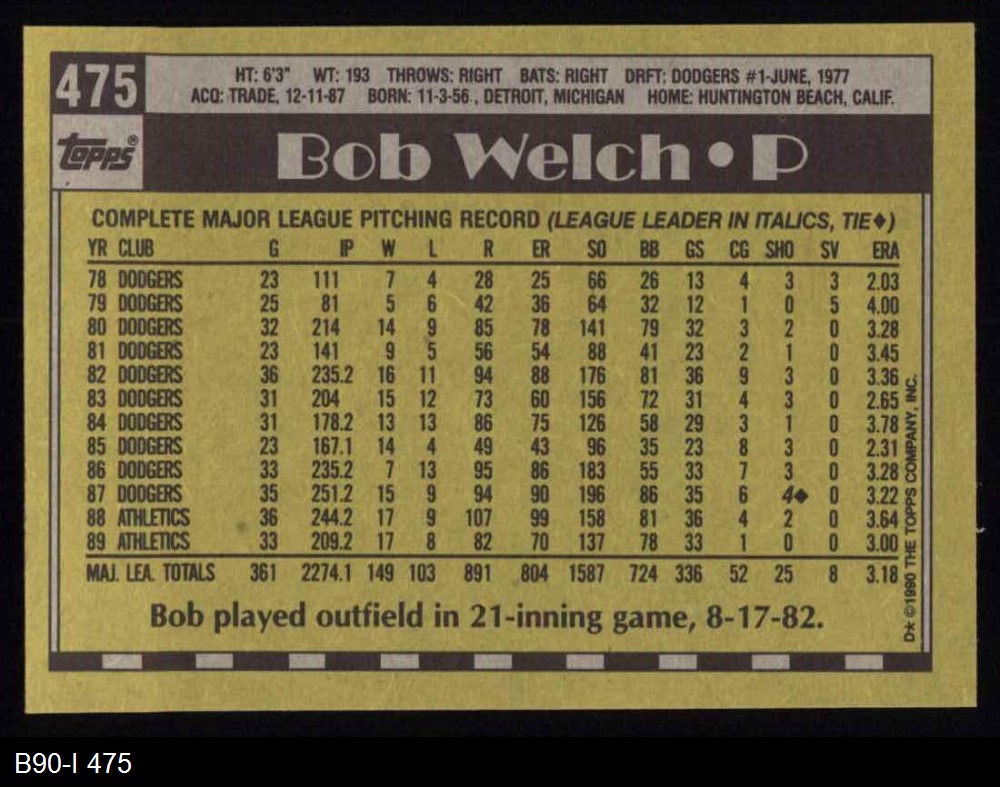 475
HT: 6'3" WT: 193 THROWS: RIGHT BATS: RIGHT DRFT: DODGERS #1-JUNE, 1977
ACQ: TRADE, 12-11-87 BORN: 11-3-56, DETROIT, MICHIGAN HOME: HUNTINGTON BEACH, CALIF.
topps®
Bob Welch • P
COMPLETE MAJOR LEAGUE PITCHING RECORD (LEAGUE LEADER IN ITALICS, TIE♦)
YR CLUB G IP W L R ER SO BB GS CG SHO SV ERA
78 DODGERS 23 111 7 4 28 25 66 26 13 4 3 3 2.03
79 DODGERS 25 81 5 6 42 36 64 32 12 1 0 5 4.00
80 DODGERS 32 214 14 9 85 78 141 79 32 3 2 0 3.28
81 DODGERS 23 141 9 5 56 54 88 41 23 2 1 0 3.45
82 DODGERS 36 235.2 16 11 94 88 176 81 36 9 3 0 3.36
83 DODGERS 31 204 15 12 73 60 156 72 31 4 3 0 2.65
84 DODGERS 31 178.2 13 13 86 75 126 58 29 3 1 0 3.78
85 DODGERS 23 167.1 14 4 49 43 96 35 23 8 3 0 2.31
86 DODGERS 33 235.2 7 13 95 86 183 55 33 7 3 0 3.28
87 DODGERS 35 251.2 15 9 94 90 196 86 35 6 4♦ 0 3.22
88 ATHLETICS 36 244.2 17 9 107 99 158 81 36 4 2 0 3.64
89 ATHLETICS 33 209.2 17 8 82 70 137 78 33 1 0 0 3.00
MAJ. LEA. TOTALS 361 2274.1 149 103 891 804 1587 724 336 52 25 8 3.18
Bob played outfield in 21-inning game, 8-17-82.
D* ©1990 THE TOPPS COMPANY, INC.
B90-I 475